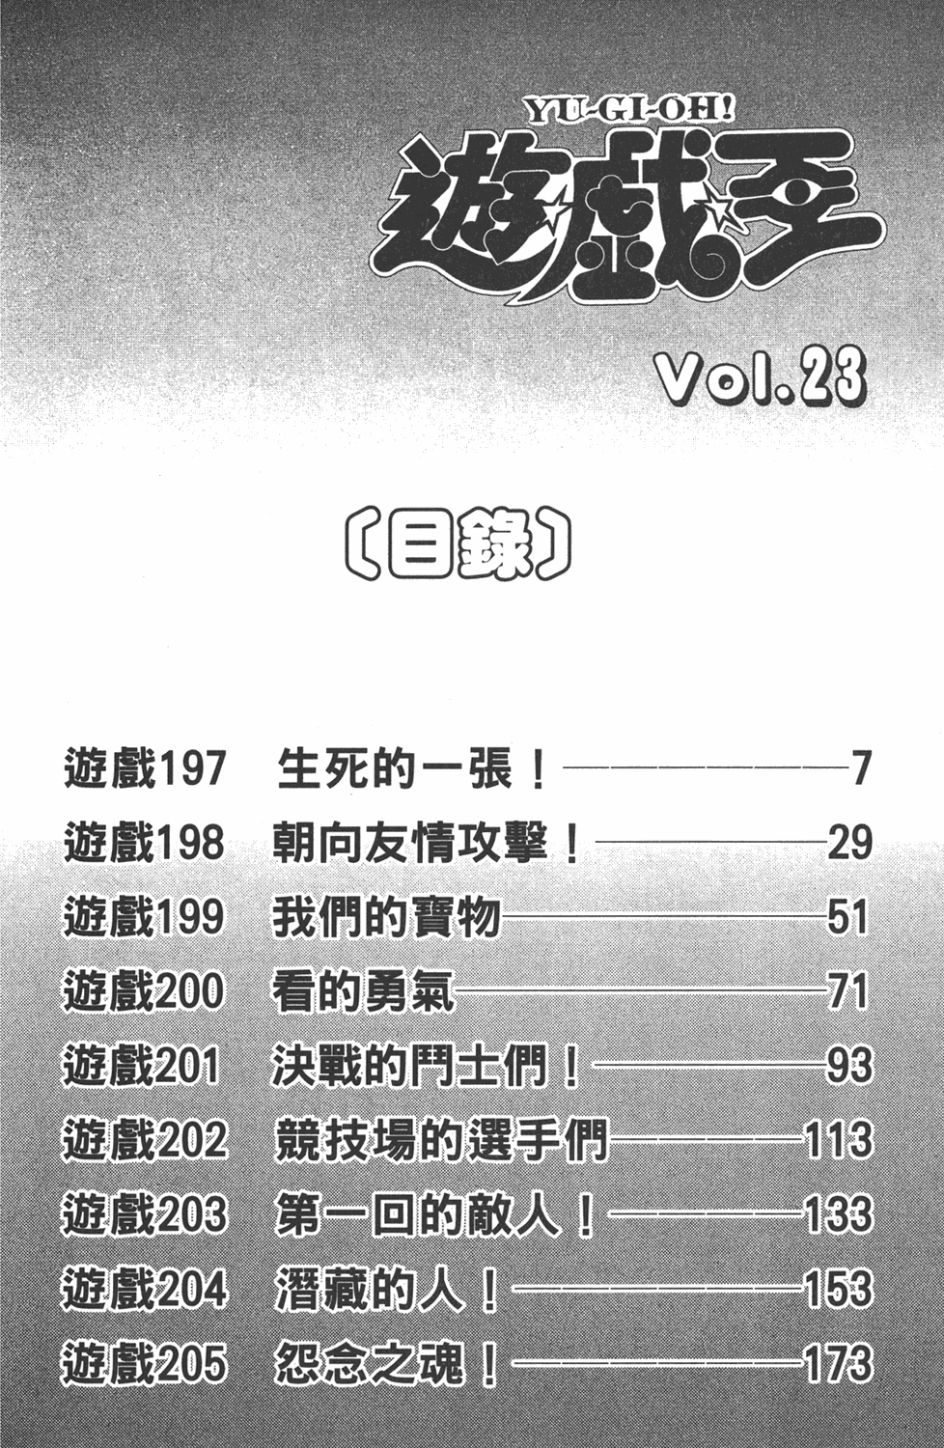 YU-GI-OH!
遊戲王
Vol.23
〔目錄〕
遊戲197 生死的一張！ 7
遊戲198 朝向友情攻擊！ 29
遊戲199 我們的寶物 51
遊戲200 看的勇氣 71
遊戲201 決戰的鬥士們！ 93
遊戲202 競技場的選手們 113
遊戲203 第一回的敵人！ 133
遊戲204 潛藏的人！ 153
遊戲205 怨念之魂！ 173